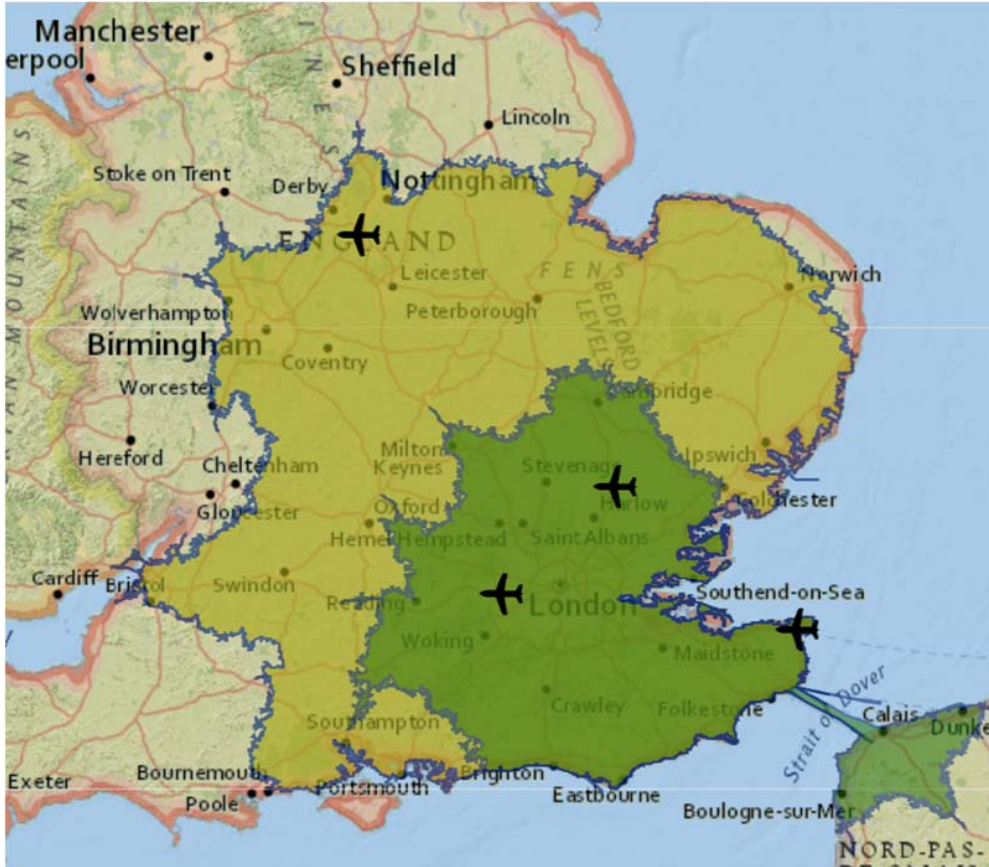 Manchester
erpool
Sheffield
I
N
E
S
Lincoln
Stoke on Trent
Derby
Nottingham
ENGLAND
Leicester
FENS
Norwich
Peterborough
BEDFORD
LEVELS
Wolverhampton
Birmingham
Coventry
Worcester
Cambridge
AN MOUNTAINS
Hereford
Cheltenham
Milton
Keynes
Stevenage
Ipswich
Gloucester
Oxford
Harlow
Colchester
Hemel Hempstead
Saint Albans
Cardiff
Bristol
Swindon
Reading
London
Southend-on-Sea
Woking
Maidstone
Crawley
Folkestone
Strait of Dover
Calais
Dunke
Southampton
Exeter
Bournemouth
Portsmouth
Brighton
Poole
Eastbourne
Boulogne-sur-Mer
NORD-PAS-